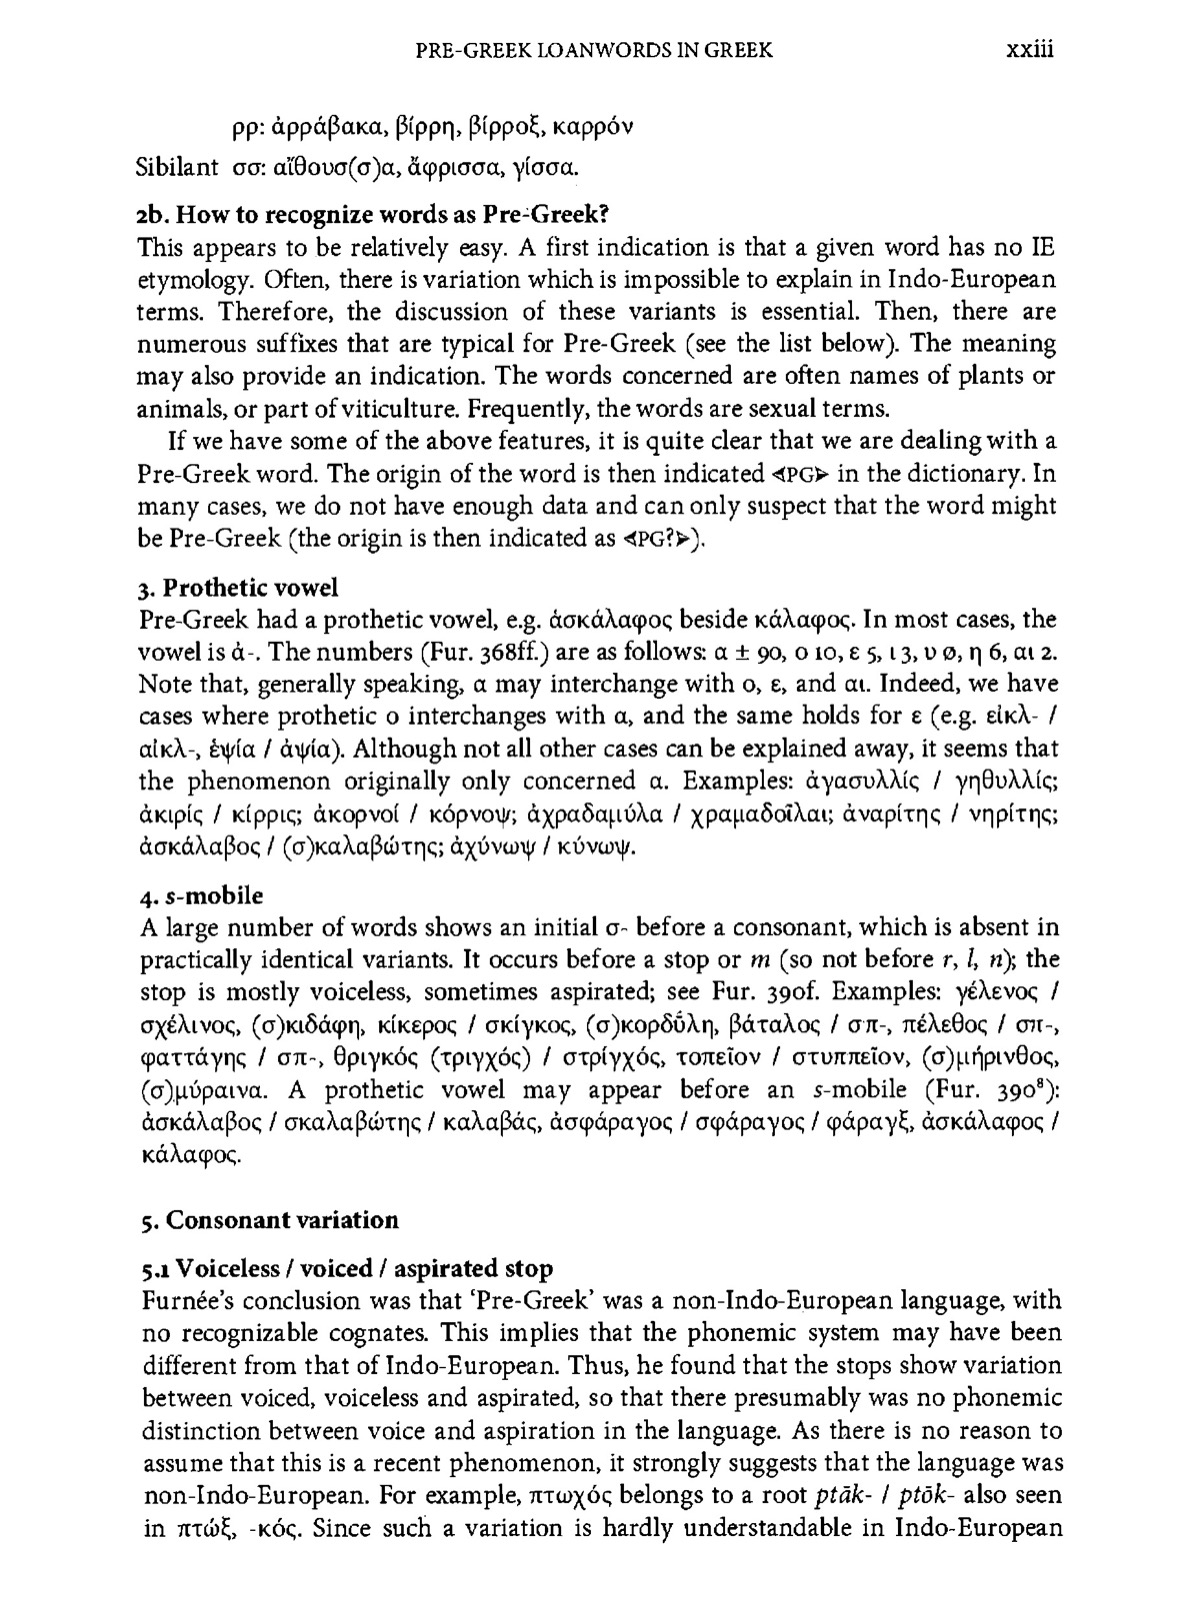 PRE-GREEK LOANWORDS IN GREEK xxiii
ρρ: ἀρράβακα, βίρρη, βίρροξ, καρρόν
Sibilant σσ: αἴθουσ(σ)α, ἄφρισσα, γίσσα.
2b. How to recognize words as Pre-Greek?
This appears to be relatively easy. A first indication is that a given word has no IE
etymology. Often, there is variation which is impossible to explain in Indo-European
terms. Therefore, the discussion of these variants is essential. Then, there are
numerous suffixes that are typical for Pre-Greek (see the list below). The meaning
may also provide an indication. The words concerned are often names of plants or
animals, or part of viticulture. Frequently, the words are sexual terms.
If we have some of the above features, it is quite clear that we are dealing with a
Pre-Greek word. The origin of the word is then indicated ⋖PG⋗ in the dictionary. In
many cases, we do not have enough data and can only suspect that the word might
be Pre-Greek (the origin is then indicated as ⋖PG?⋗).
3. Prothetic vowel
Pre-Greek had a prothetic vowel, e.g. ἀσκάλαφος beside κάλαφος. In most cases, the
vowel is ἀ-. The numbers (Fur. 368ff.) are as follows: α ± 90, ο 10, ε 5, ι 3, υ ø, η 6, αι 2.
Note that, generally speaking, α may interchange with ο, ε, and αι. Indeed, we have
cases where prothetic ο interchanges with α, and the same holds for ε (e.g. εἰκλ- /
αἰκλ-, ἑψία / ἁψία). Although not all other cases can be explained away, it seems that
the phenomenon originally only concerned α. Examples: ἀγασυλλίς / γηθυλλίς;
ἀκιρίς / κίρρις; ἀκορνοί / κόρνοψ; ἀχραδαμύλα / χραμαδοῖλαι; ἀναρίτης / νηρίτης;
ἀσκάλαβος / (σ)καλαβώτης; ἀχύνωψ / κύνωψ.
4. s-mobile
A large number of words shows an initial σ- before a consonant, which is absent in
practically identical variants. It occurs before a stop or m (so not before r, l, n); the
stop is mostly voiceless, sometimes aspirated; see Fur. 390f. Examples: γέλενος /
σχέλινος, (σ)κιδάφη, κίκερος / σκίγκος, (σ)κορδύλη, βάταλος / σπ-, πέλεθος / σπ-,
φαττάγης / σπ-, θριγκός (τριγχός) / στρίγχός, τοπεῖον / στυππεῖον, (σ)μήρινθος,
(σ)μύραινα. A prothetic vowel may appear before an s-mobile (Fur. 390⁸):
ἀσκάλαβος / σκαλαβώτης / καλαβάς, ἀσφάραγος / σφάραγος / φάραγξ, ἀσκάλαφος /
κάλαφος.
5. Consonant variation
5.1 Voiceless / voiced / aspirated stop
Furnée's conclusion was that 'Pre-Greek' was a non-Indo-European language, with
no recognizable cognates. This implies that the phonemic system may have been
different from that of Indo-European. Thus, he found that the stops show variation
between voiced, voiceless and aspirated, so that there presumably was no phonemic
distinction between voice and aspiration in the language. As there is no reason to
assume that this is a recent phenomenon, it strongly suggests that the language was
non-Indo-European. For example, πτωχός belongs to a root ptāk- / ptōk- also seen
in πτώξ, -κός. Since such a variation is hardly understandable in Indo-European